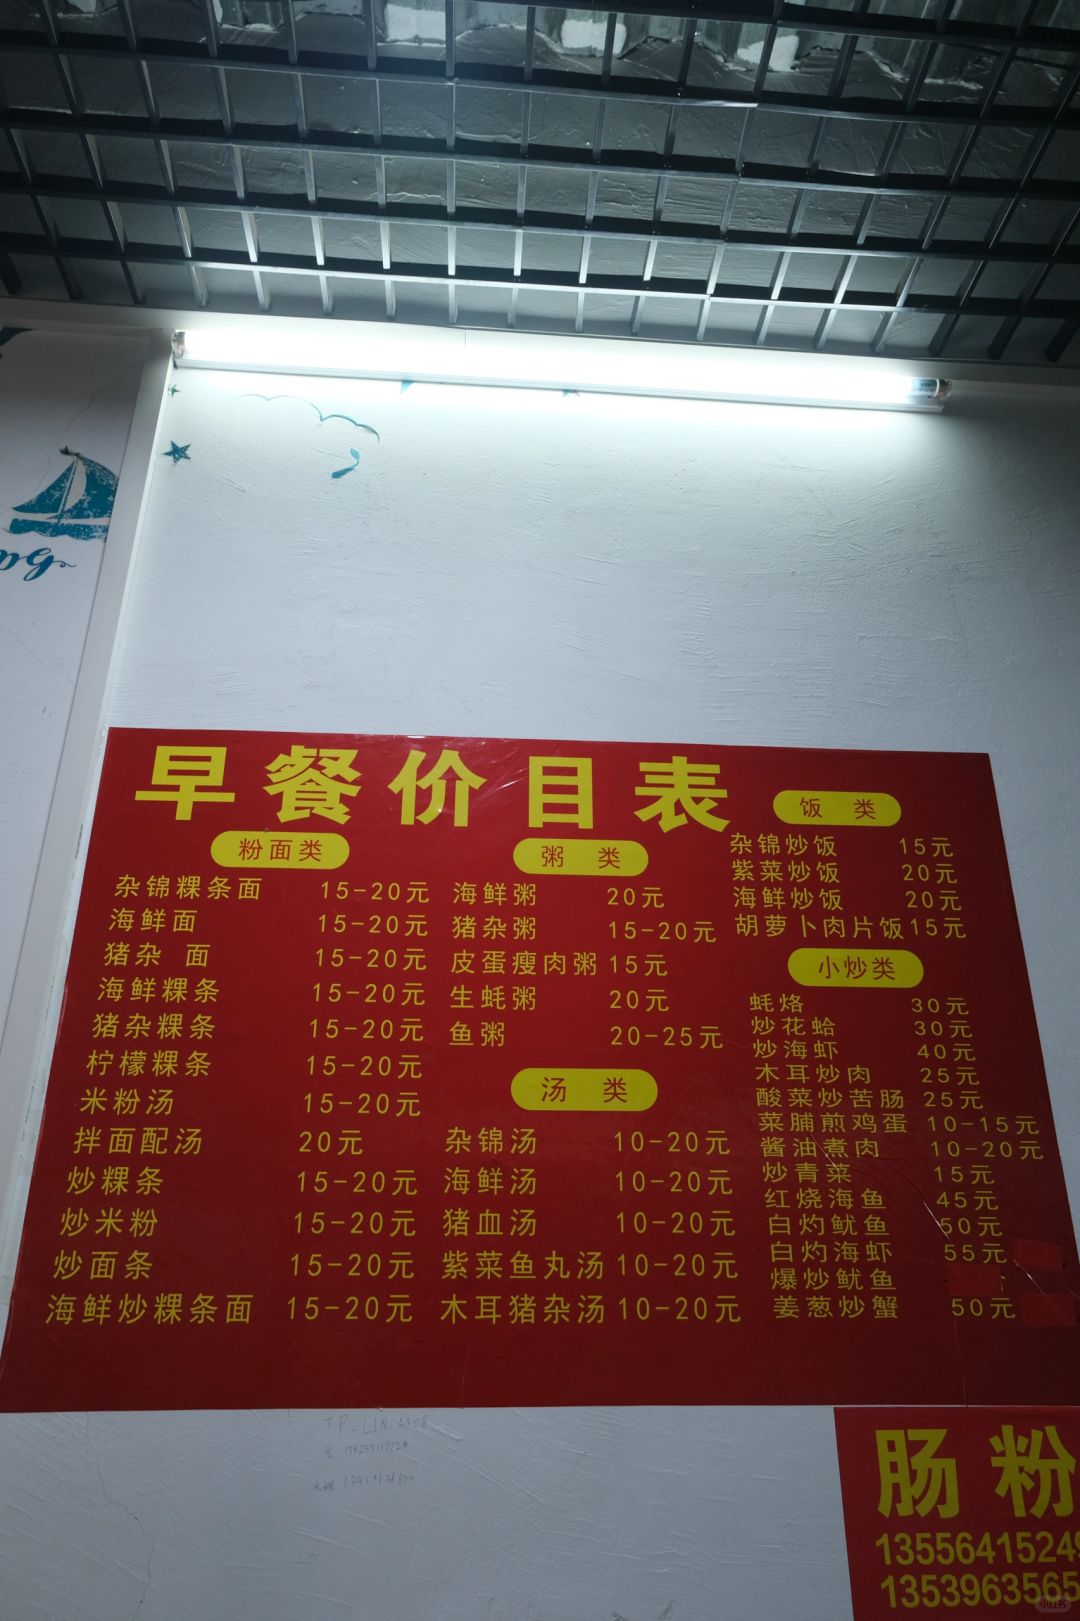 早餐价目表
粉面类
杂锦粿条面 15-20元
海鲜面 15-20元
猪杂 面 15-20元
海鲜粿条 15-20元
猪杂粿条 15-20元
柠檬粿条 15-20元
米粉汤 15-20元
拌面配汤 20元
炒粿条 15-20元
炒米粉 15-20元
炒面条 15-20元
海鲜炒粿条面 15-20元
粥 类
海鲜粥 20元
猪杂粥 15-20元
皮蛋瘦肉粥 15元
生蚝粥 20元
鱼粥 20-25元
汤 类
杂锦汤 10-20元
海鲜汤 10-20元
猪血汤 10-20元
紫菜鱼丸汤 10-20元
木耳猪杂汤 10-20元
饭 类
杂锦炒饭 15元
紫菜炒饭 20元
海鲜炒饭 20元
胡萝卜肉片饭 15元
小炒类
蚝烙 30元
炒花蛤 30元
炒海虾 40元
木耳炒肉 25元
酸菜炒苦肠 25元
菜脯煎鸡蛋 10-15元
酱油煮肉 10-20元
炒青菜 15元
红烧海鱼 45元
白灼鱿鱼 50元
白灼海虾 55元
爆炒鱿鱼
姜葱炒蟹 50元
肠粉
1355641524
1353963565
小红书